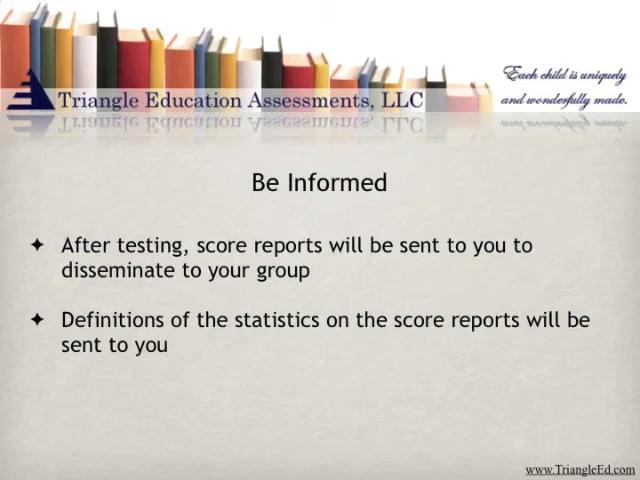 Each child is uniquely
and wonderfully made.
Triangle Education Assessments, LLC
Be Informed
✦ After testing, score reports will be sent to you to
disseminate to your group
✦ Definitions of the statistics on the score reports will be
sent to you
www.TriangleEd.com